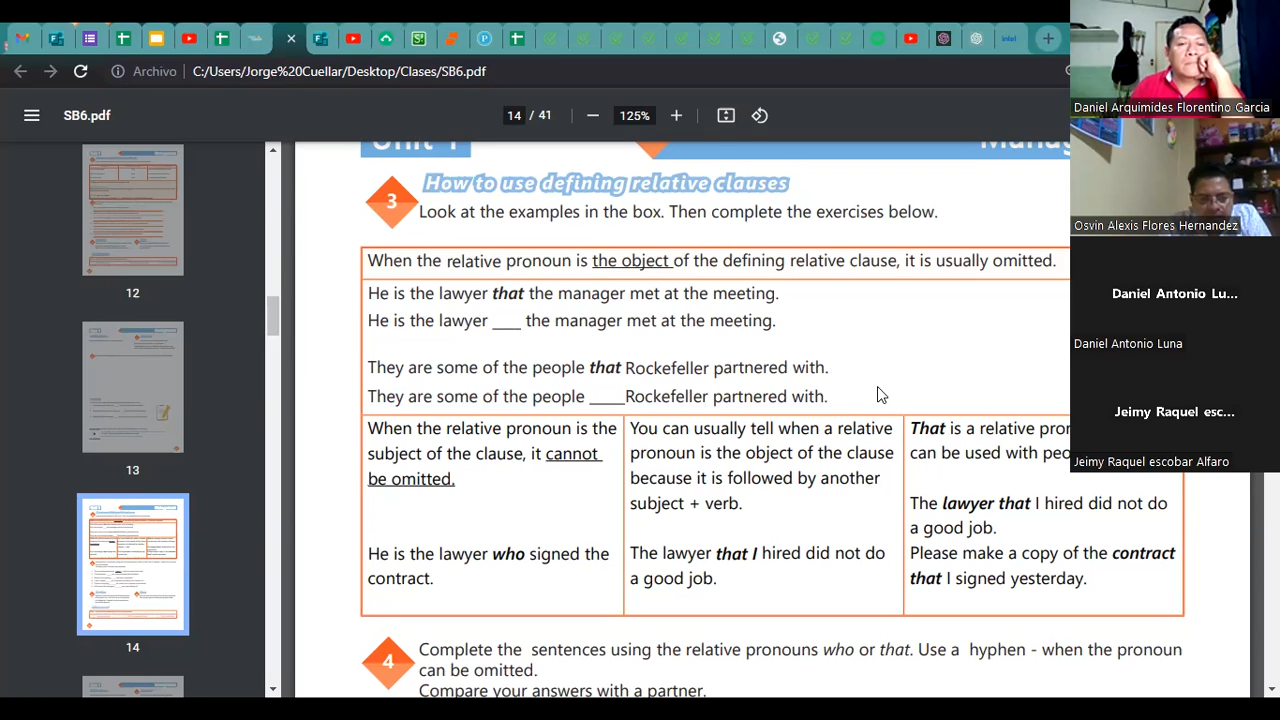 Archivo
C:/Users/Jorge%20Cuellar/Desktop/Clases/SB6.pdf
SB6.pdf
14 / 41
125%
12
13
14
Unit 1
3
How to use defining relative clauses
Look at the examples in the box. Then complete the exercises below.
When the relative pronoun is the object of the defining relative clause, it is usually omitted.
He is the lawyer that the manager met at the meeting.
He is the lawyer ___ the manager met at the meeting.
They are some of the people that Rockefeller partnered with.
They are some of the people ____Rockefeller partnered with.
When the relative pronoun is the
subject of the clause, it cannot
be omitted.
He is the lawyer who signed the
contract.
You can usually tell when a relative
pronoun is the object of the clause
because it is followed by another
subject + verb.
The lawyer that I hired did not do
a good job.
That is a relative pron
can be used with peo
The lawyer that I hired did not do
a good job.
Please make a copy of the contract
that I signed yesterday.
4
Complete the sentences using the relative pronouns who or that. Use a hyphen - when the pronoun
can be omitted.
Compare your answers with a partner.
Daniel Arquimides Florentino Garcia
Osvin Alexis Flores Hernandez
Daniel Antonio Lu...
Daniel Antonio Luna
Jeimy Raquel esc...
Jeimy Raquel escobar Alfaro